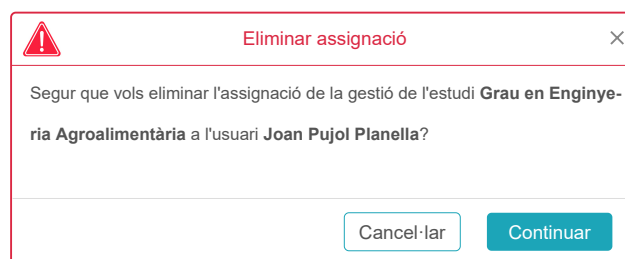 Eliminar assignació
Segur que vols eliminar l'assignació de la gestió de l'estudi Grau en Enginye-
ria Agroalimentària a l'usuari Joan Pujol Planella?
Cancel·lar
Continuar